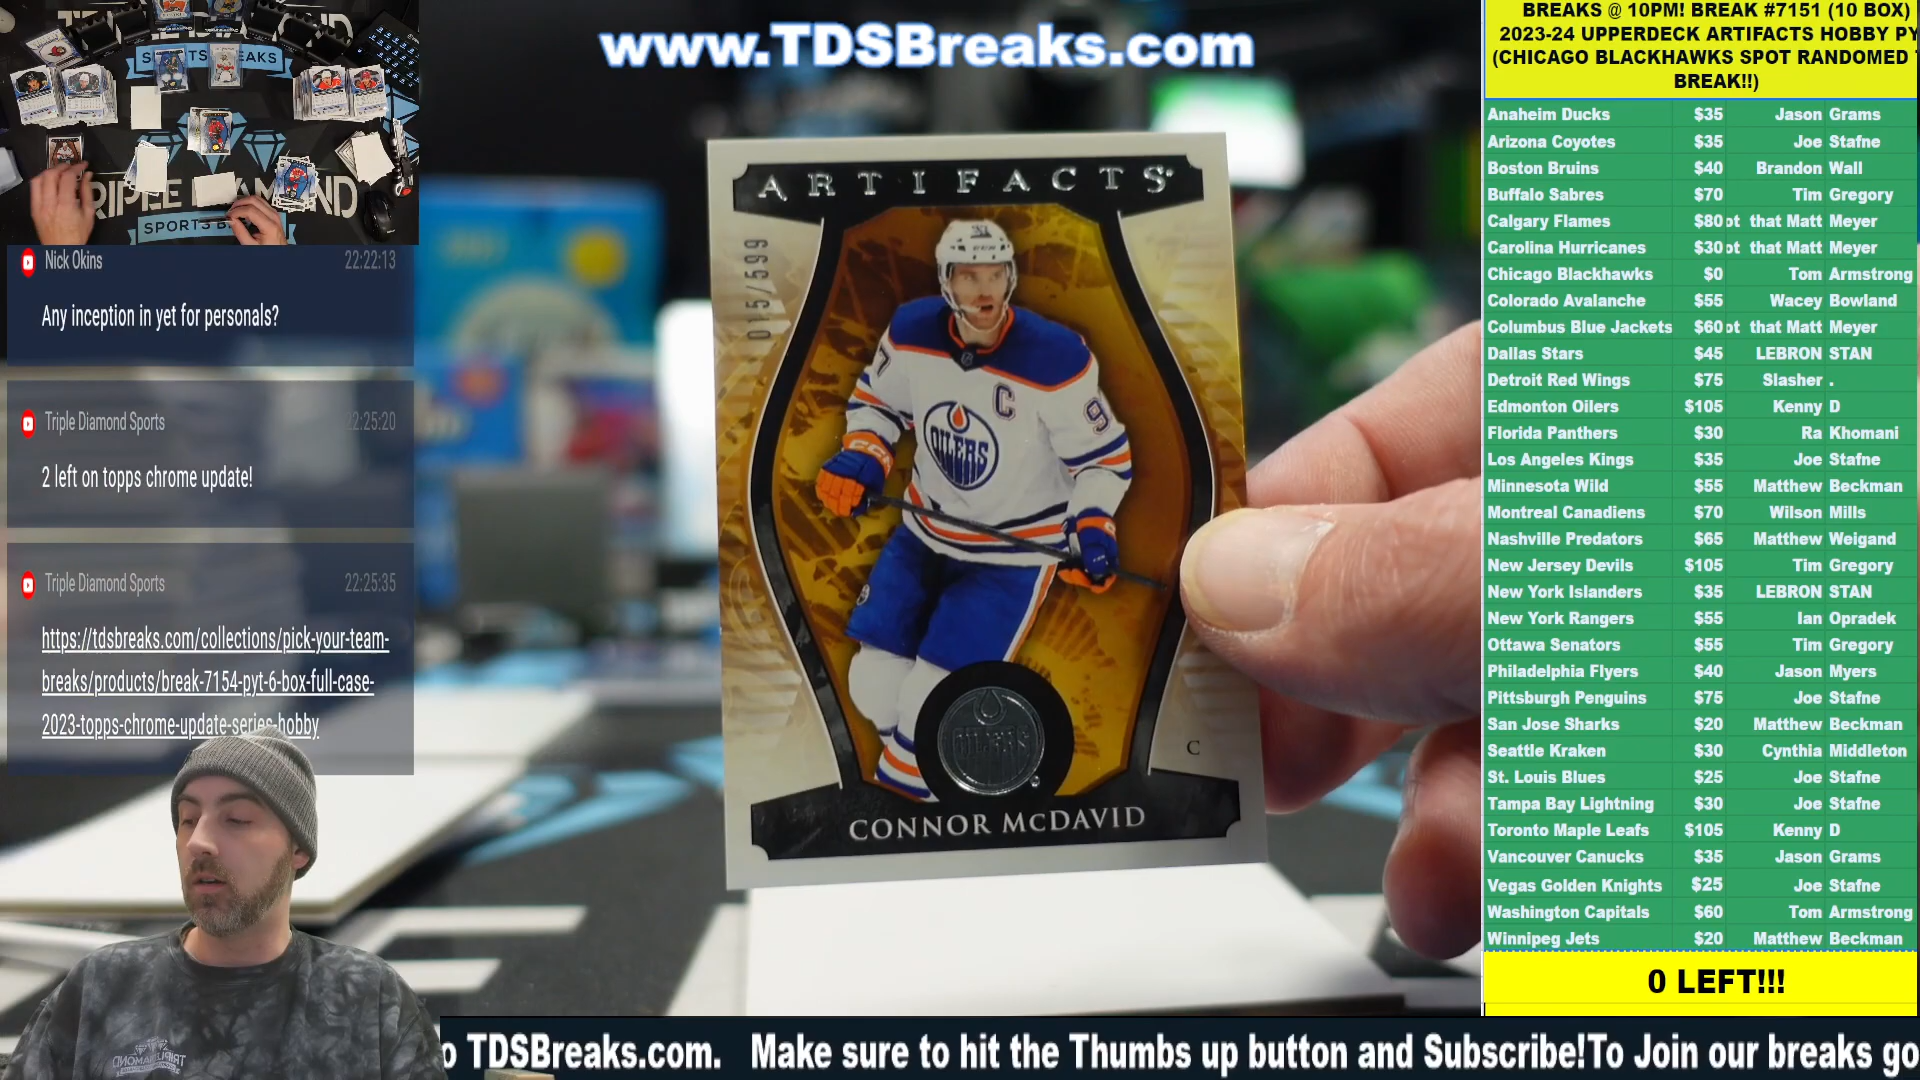 www.TDSBreaks.com
SPORTS BREAKS
SPORTS B
Nick Okins 22:22:13
Any inception in yet for personals?
Triple Diamond Sports 22:25:20
2 left on topps chrome update!
Triple Diamond Sports 22:25:35
https://tdsbreaks.com/collections/pick-your-team-
breaks/products/break-7154-pyt-6-box-full-case-
2023-topps-chrome-update-series-hobby
ARTIFACTS
015/599
C
97
OILERS
OILERS
C
CONNOR McDAVID
BREAKS @ 10PM! BREAK #7151 (10 BOX)
2023-24 UPPERDECK ARTIFACTS HOBBY PY
(CHICAGO BLACKHAWKS SPOT RANDOMED
BREAK!!)
Anaheim Ducks $35 Jason Grams
Arizona Coyotes $35 Joe Stafne
Boston Bruins $40 Brandon Wall
Buffalo Sabres $70 Tim Gregory
Calgary Flames $80 ot that Matt Meyer
Carolina Hurricanes $30 ot that Matt Meyer
Chicago Blackhawks $0 Tom Armstrong
Colorado Avalanche $55 Wacey Bowland
Columbus Blue Jackets $60 ot that Matt Meyer
Dallas Stars $45 LEBRON STAN
Detroit Red Wings $75 Slasher .
Edmonton Oilers $105 Kenny D
Florida Panthers $30 Ra Khomani
Los Angeles Kings $35 Joe Stafne
Minnesota Wild $55 Matthew Beckman
Montreal Canadiens $70 Wilson Mills
Nashville Predators $65 Matthew Weigand
New Jersey Devils $105 Tim Gregory
New York Islanders $35 LEBRON STAN
New York Rangers $55 Ian Opradek
Ottawa Senators $55 Tim Gregory
Philadelphia Flyers $40 Jason Myers
Pittsburgh Penguins $75 Joe Stafne
San Jose Sharks $20 Matthew Beckman
Seattle Kraken $30 Cynthia Middleton
St. Louis Blues $25 Joe Stafne
Tampa Bay Lightning $30 Joe Stafne
Toronto Maple Leafs $105 Kenny D
Vancouver Canucks $35 Jason Grams
Vegas Golden Knights $25 Joe Stafne
Washington Capitals $60 Tom Armstrong
Winnipeg Jets $20 Matthew Beckman
0 LEFT!!!
o TDSBreaks.com. Make sure to hit the Thumbs up button and Subscribe!To Join our breaks go